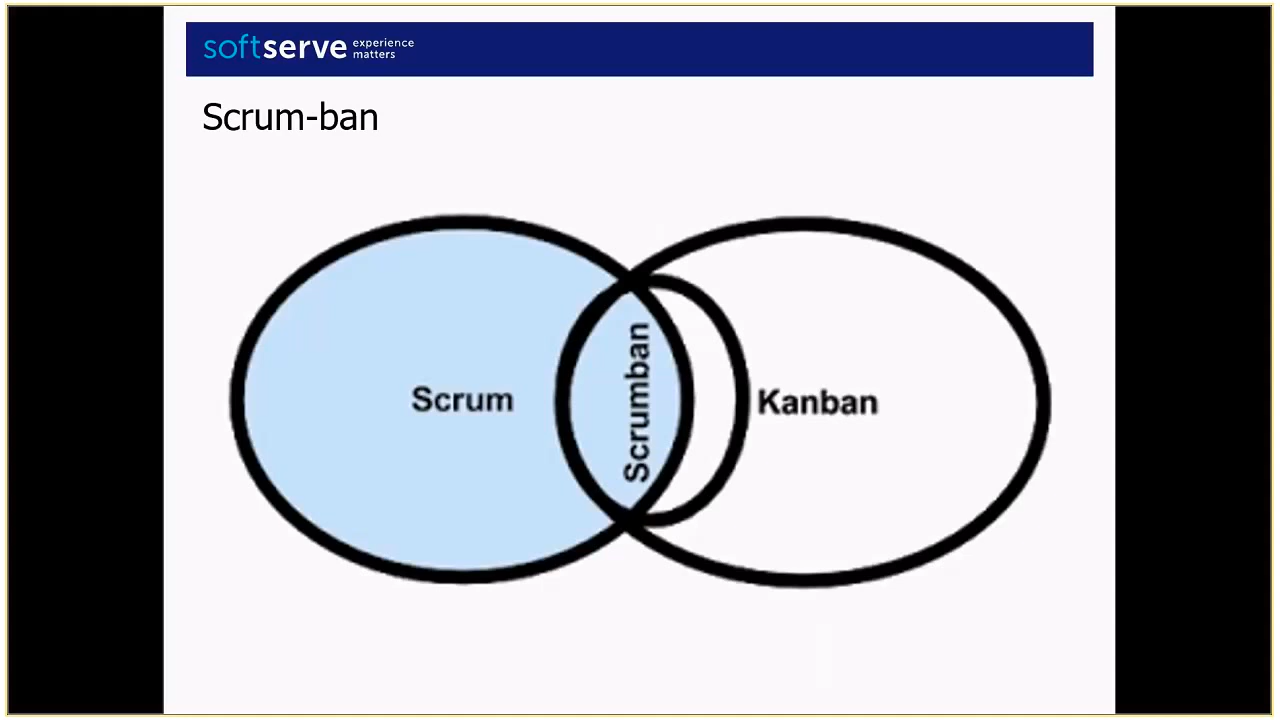 softserve experience
matters
Scrum-ban
Scrum
Scrumban
Kanban